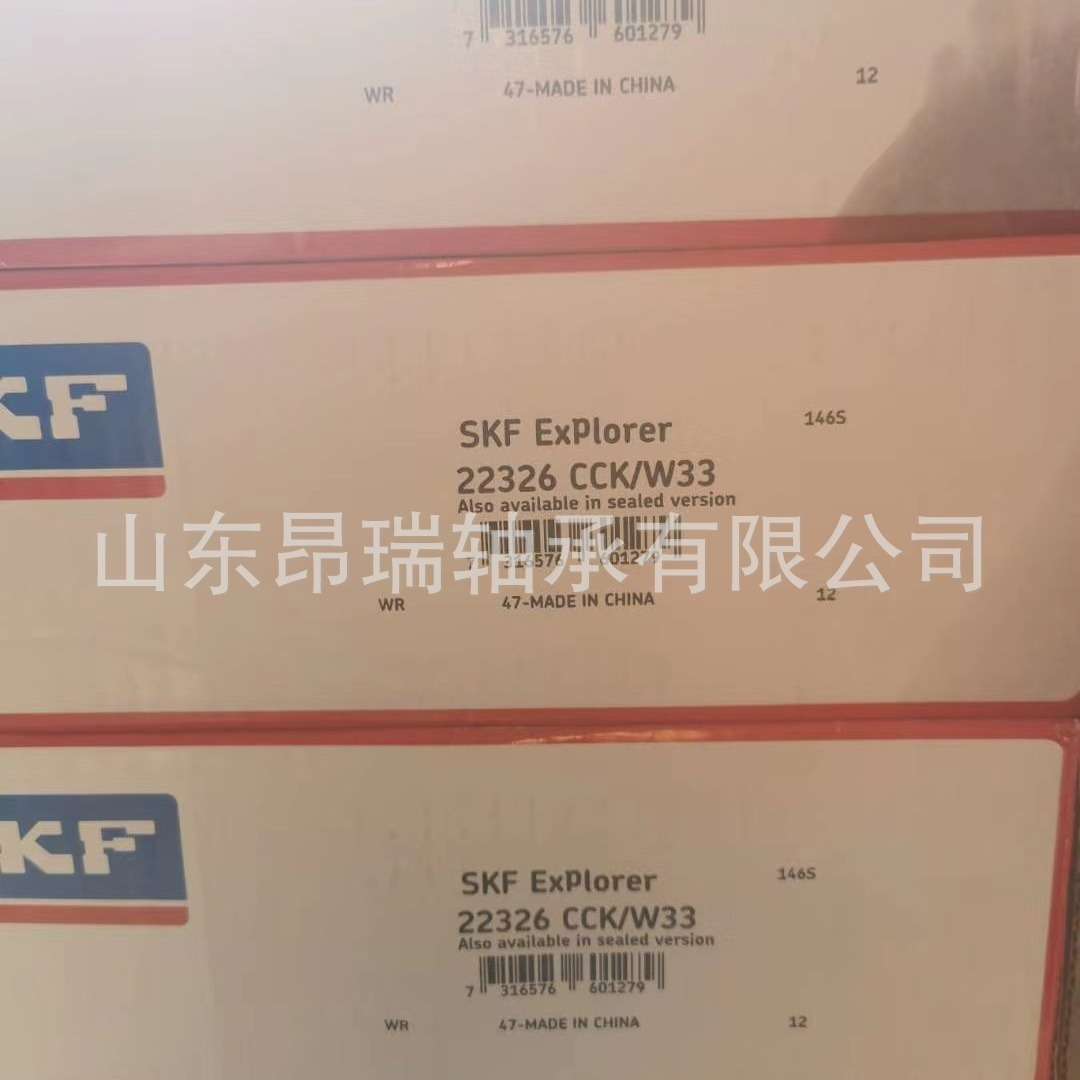 7 316576 601279
WR 47-MADE IN CHINA 12
SKF
SKF ExPlorer 146S
22326 CCK/W33
Also available in sealed version
7 316576 601279
山东昂瑞轴承有限公司
WR 47-MADE IN CHINA 12
SKF
SKF ExPlorer 146S
22326 CCK/W33
Also available in sealed version
7 316576 601279
WR 47-MADE IN CHINA 12